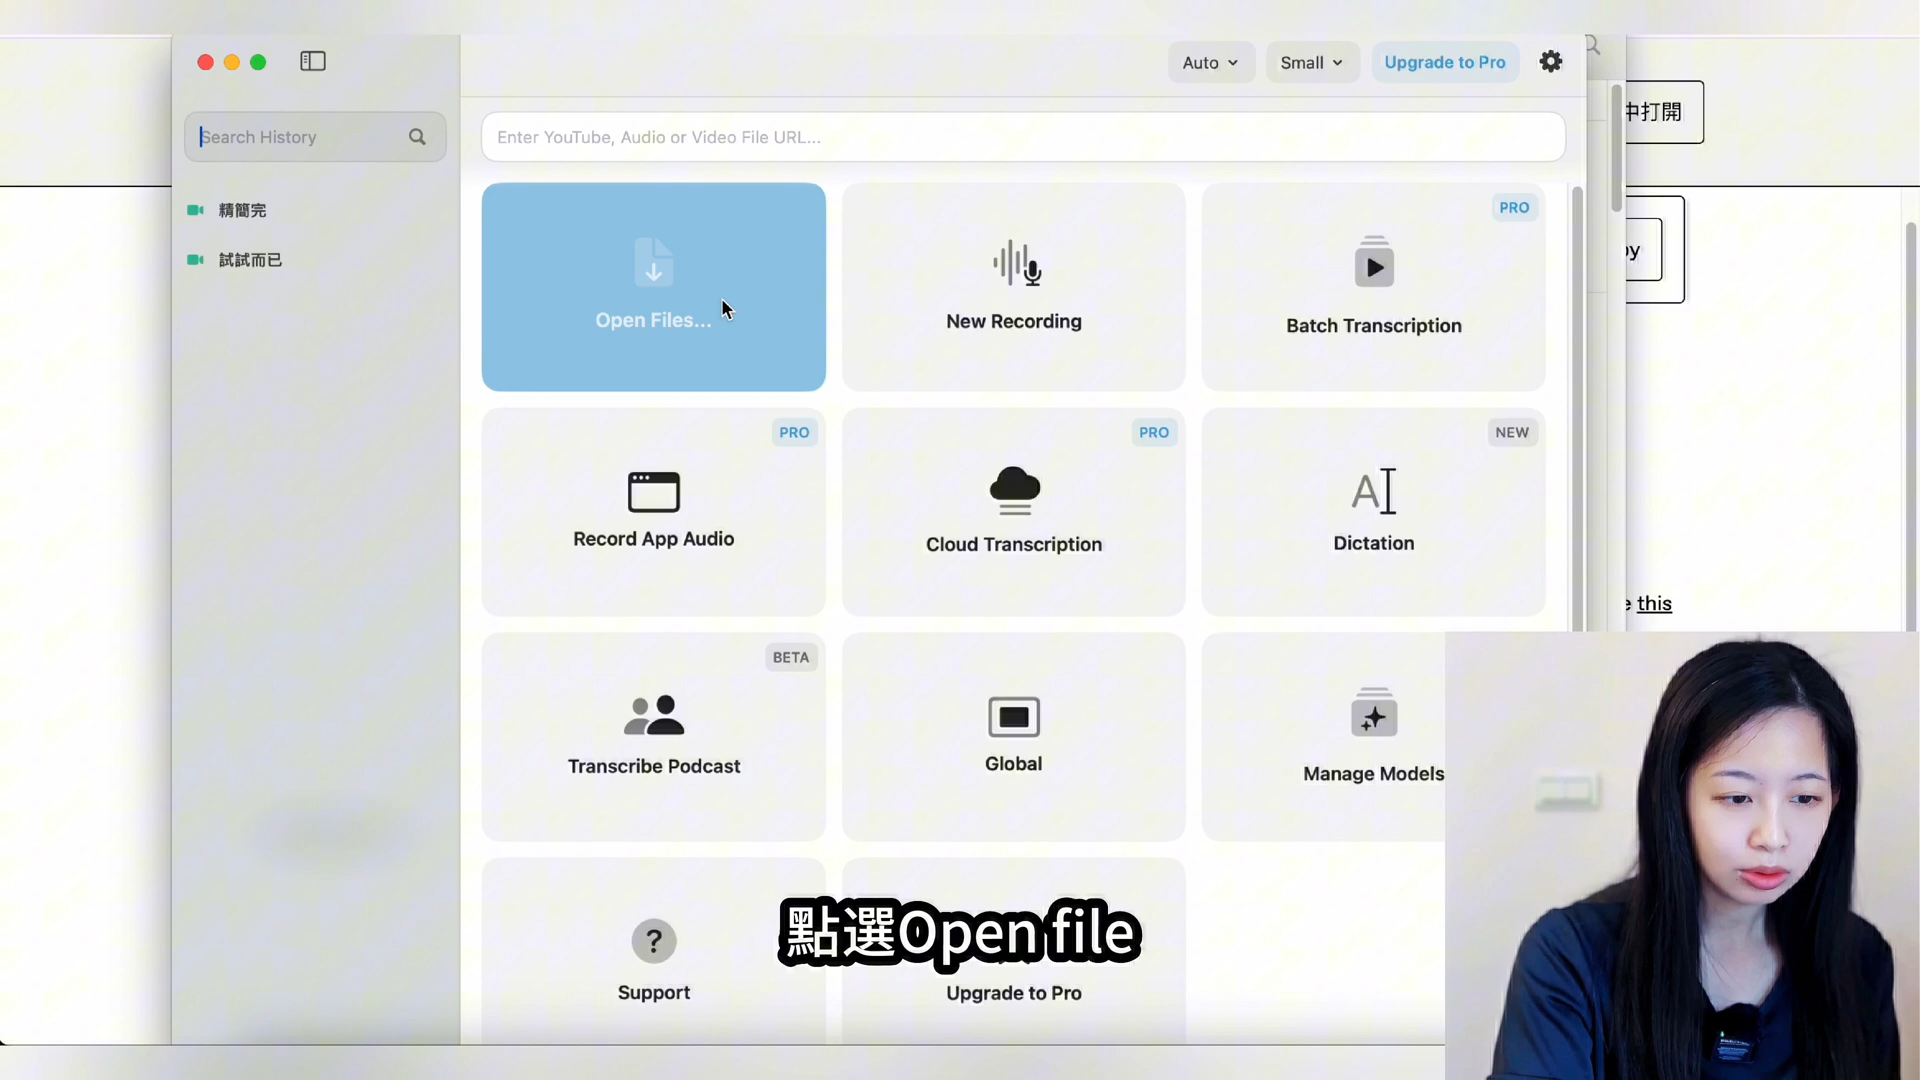 Auto
Small
Upgrade to Pro
Search History
Enter YouTube, Audio or Video File URL...
中打開
精簡完
試試而已
Open Files...
New Recording
PRO
Batch Transcription
PRO
Record App Audio
PRO
Cloud Transcription
NEW
Dictation
this
BETA
Transcribe Podcast
Global
Manage Models
點選Open file
Support
Upgrade to Pro